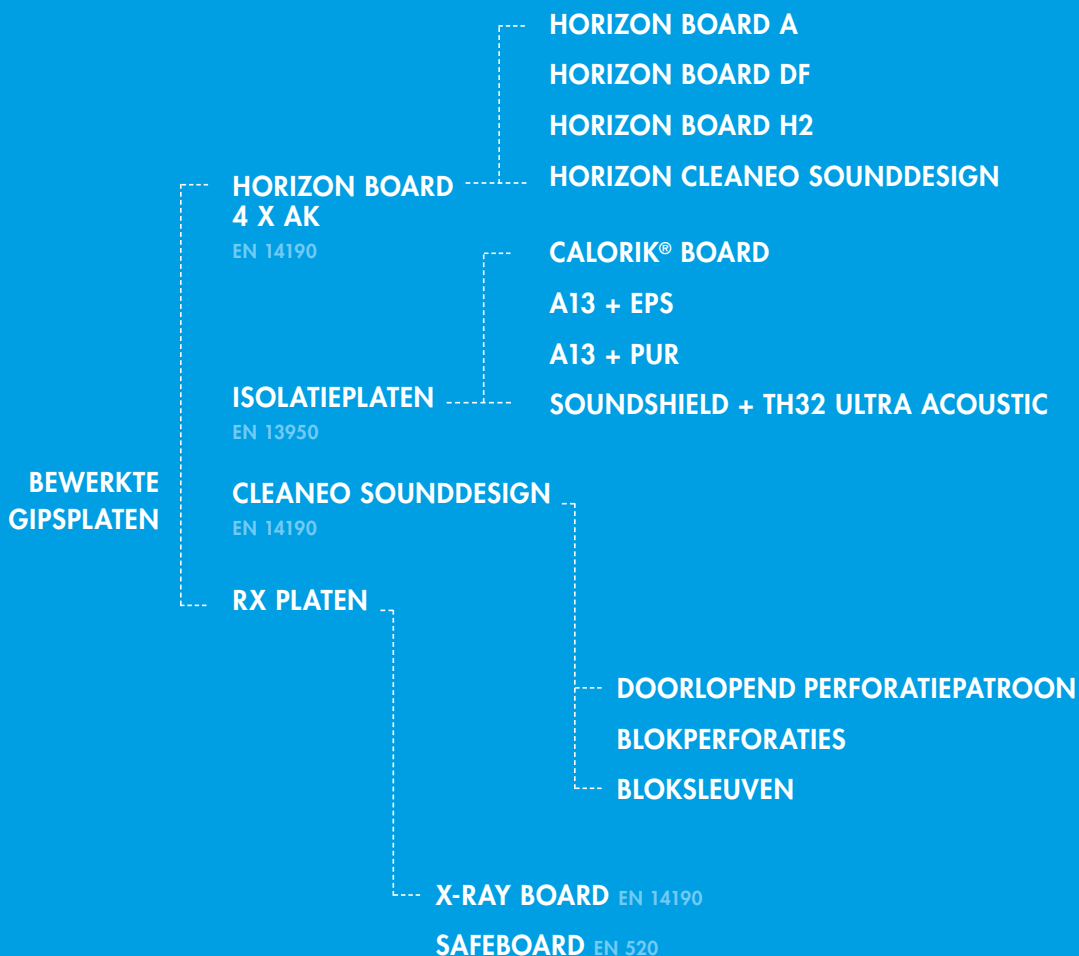 HORIZON BOARD A
HORIZON BOARD DF
HORIZON BOARD H2
HORIZON BOARD
4 X AK
EN 14190
HORIZON CLEANEO SOUNDDESIGN
CALORIK® BOARD
A13 + EPS
A13 + PUR
ISOLATIEPLATEN
EN 13950
SOUNDSHIELD + TH32 ULTRA ACOUSTIC
BEWERKTE
GIPSPLATEN
CLEANEO SOUNDDESIGN
EN 14190
RX PLATEN
DOORLOPEND PERFORATIEPATROON
BLOKPERFORATIES
BLOKSLEUVEN
X-RAY BOARD EN 14190
SAFEBOARD EN 520